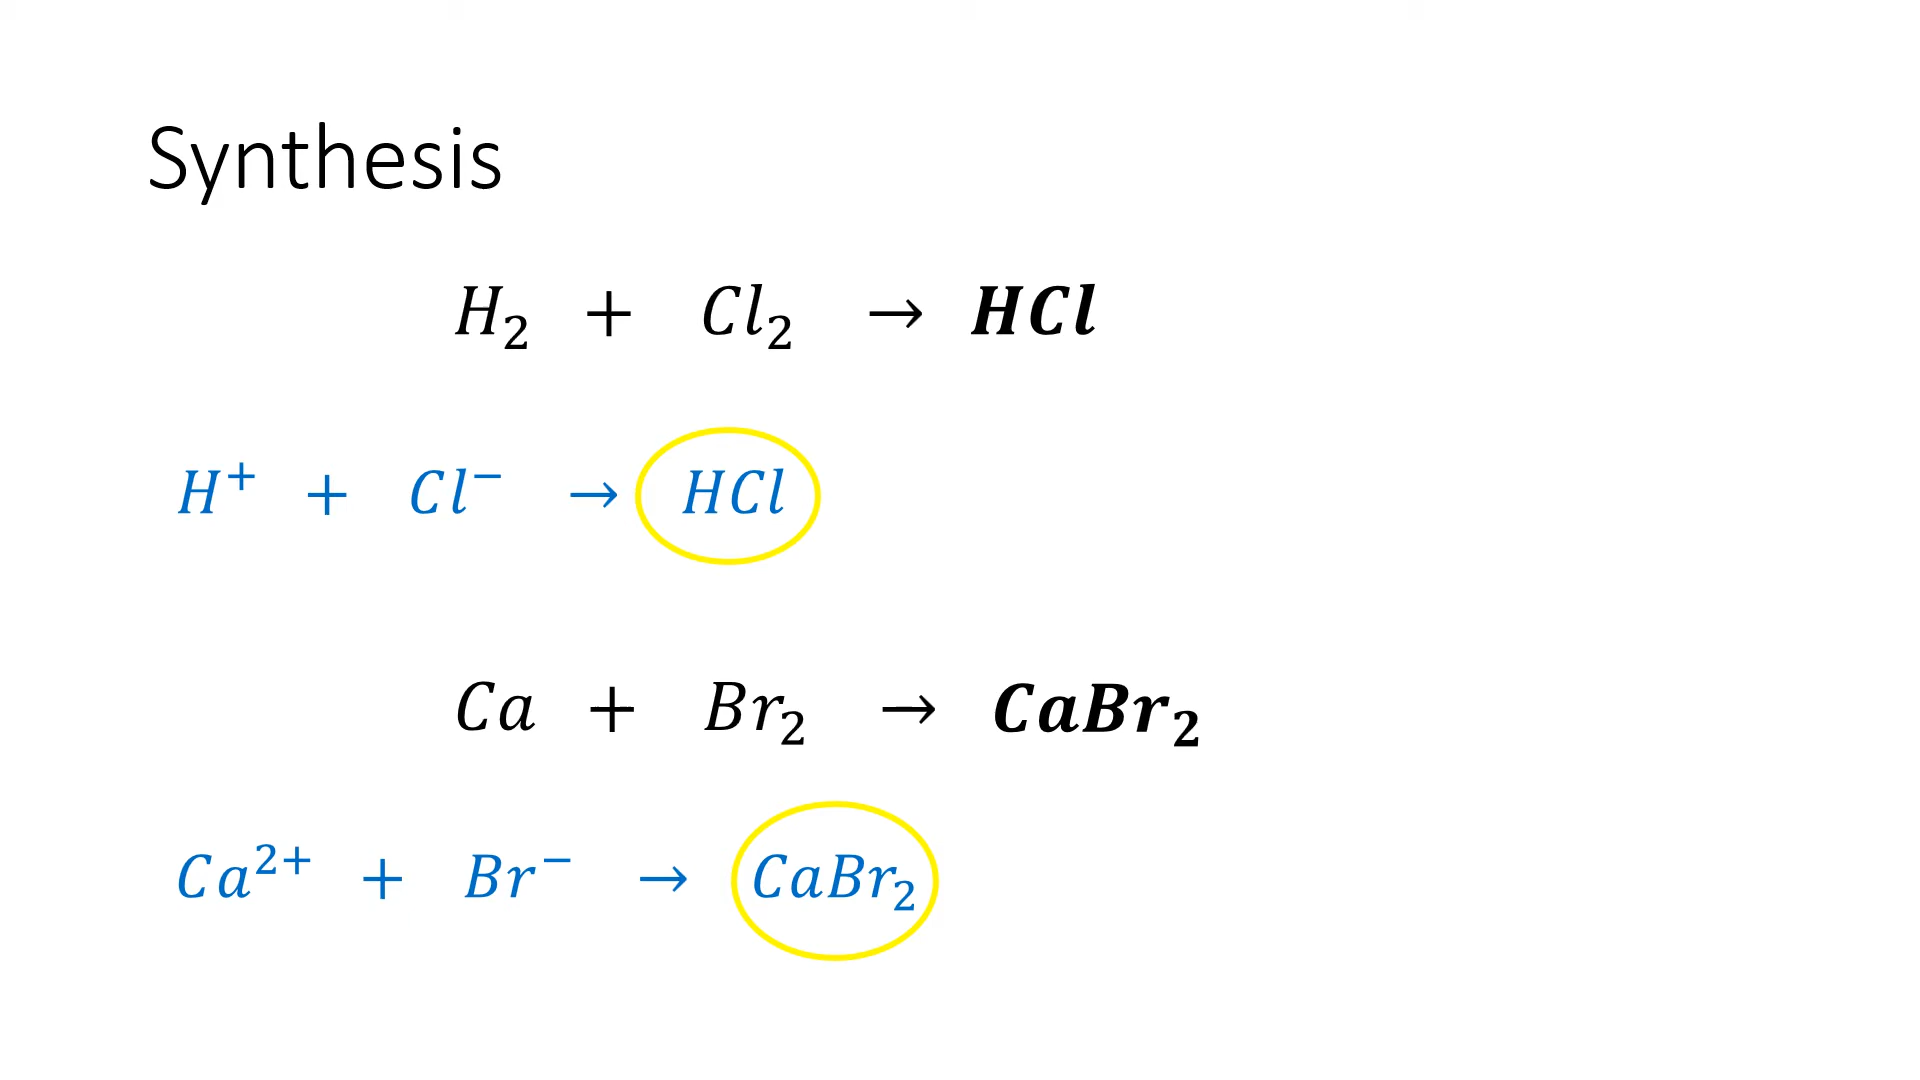 Synthesis
H₂ + Cl₂ → HCl
H⁺ + Cl⁻ → HCl
Ca + Br₂ → CaBr₂
Ca²⁺ + Br⁻ → CaBr₂